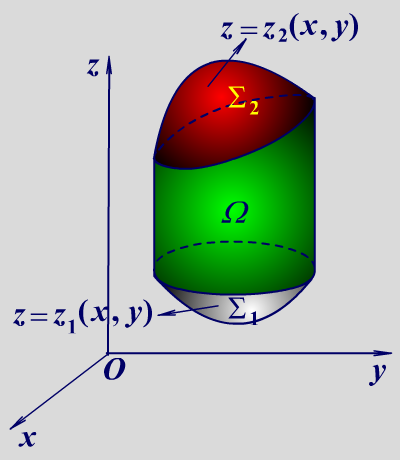 z=z₂(x, y)
z
Σ₂
Ω
z=z₁(x, y)
Σ₁
O
y
x